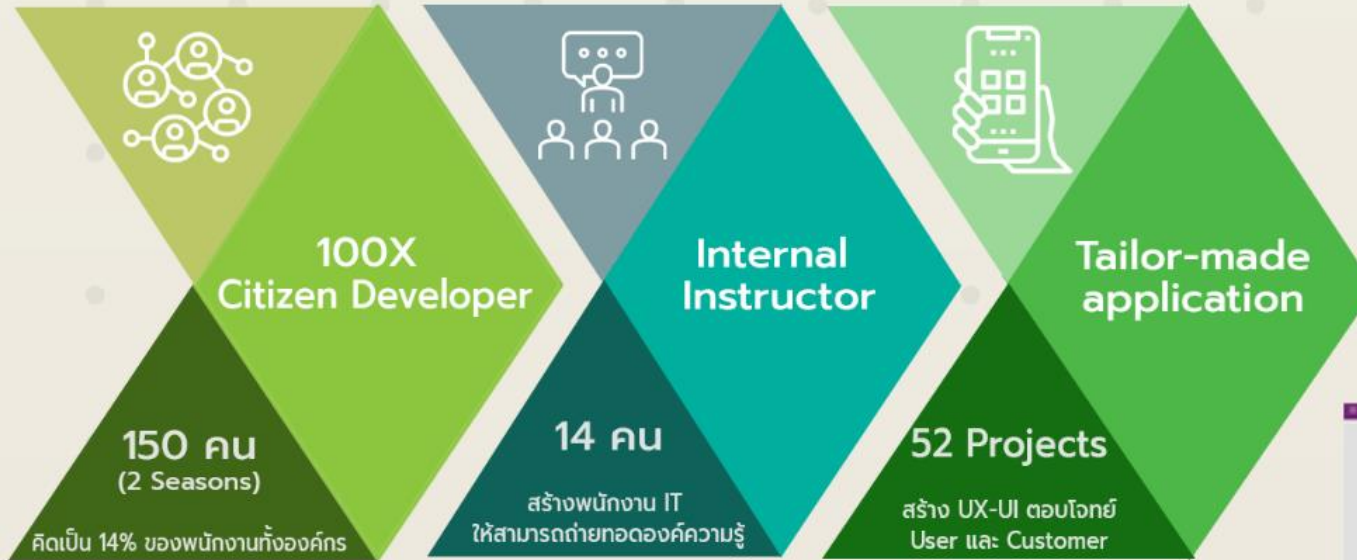 100X
Citizen Developer
150 คน
(2 Seasons)
คิดเป็น 14% ของพนักงานทั้งองค์กร
Internal
Instructor
14 คน
สร้างพนักงาน IT
ให้สามารถถ่ายทอดองค์ความรู้
Tailor-made
application
52 Projects
สร้าง UX-UI ตอบโจทย์
User และ Customer